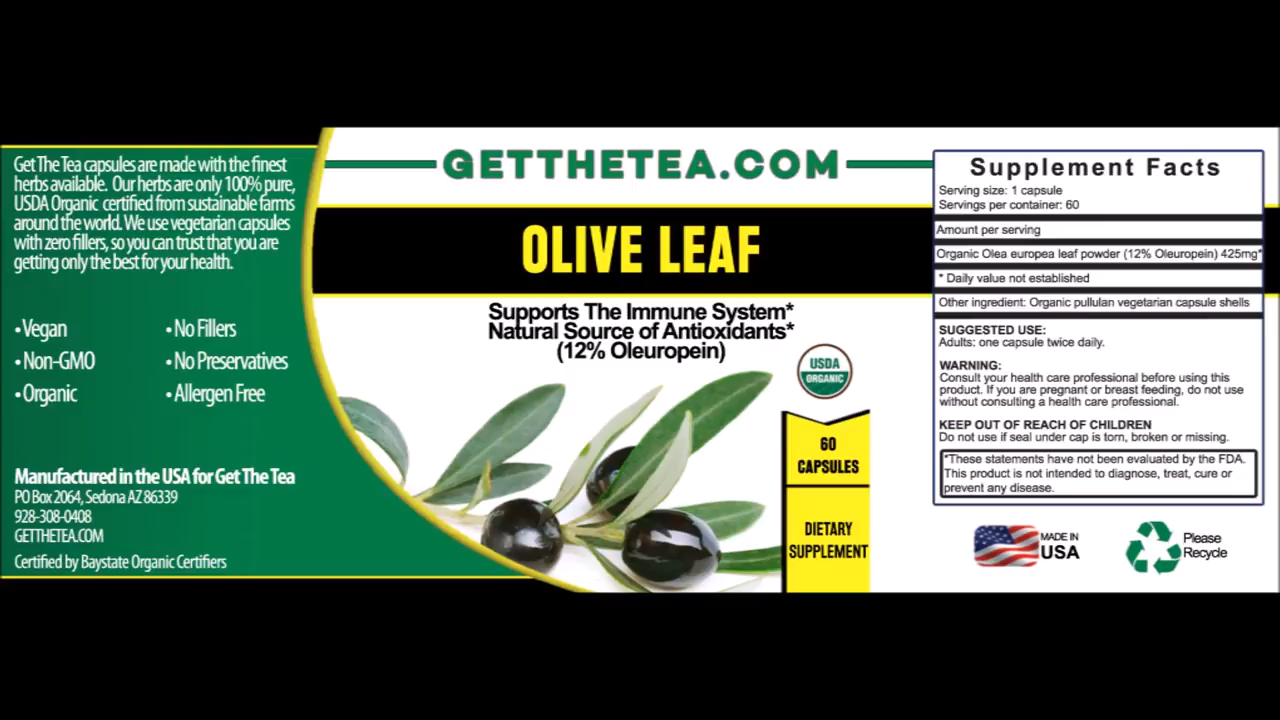 Get The Tea capsules are made with the finest
herbs available. Our herbs are only 100% pure,
USDA Organic certified from sustainable farms
around the world. We use vegetarian capsules
with zero fillers, so you can trust that you are
getting only the best for your health.
• Vegan
• Non-GMO
• Organic
• No Fillers
• No Preservatives
• Allergen Free
Manufactured in the USA for Get The Tea
PO Box 2064, Sedona AZ 86339
928-308-0408
GETTHETEA.COM
Certified by Baystate Organic Certifiers
GETTHETEA.COM
OLIVE LEAF
Supports The Immune System*
Natural Source of Antioxidants*
(12% Oleuropein)
USDA
ORGANIC
60
CAPSULES
DIETARY
SUPPLEMENT
Supplement Facts
Serving size: 1 capsule
Servings per container: 60
Amount per serving
Organic Olea europea leaf powder (12% Oleuropein) 425mg*
* Daily value not established
Other ingredient: Organic pullulan vegetarian capsule shells
SUGGESTED USE:
Adults: one capsule twice daily.
WARNING:
Consult your health care professional before using this
product. If you are pregnant or breast feeding, do not use
without consulting a health care professional.
KEEP OUT OF REACH OF CHILDREN
Do not use if seal under cap is torn, broken or missing.
*These statements have not been evaluated by the FDA.
This product is not intended to diagnose, treat, cure or
prevent any disease.
MADE IN
USA
Please
Recycle